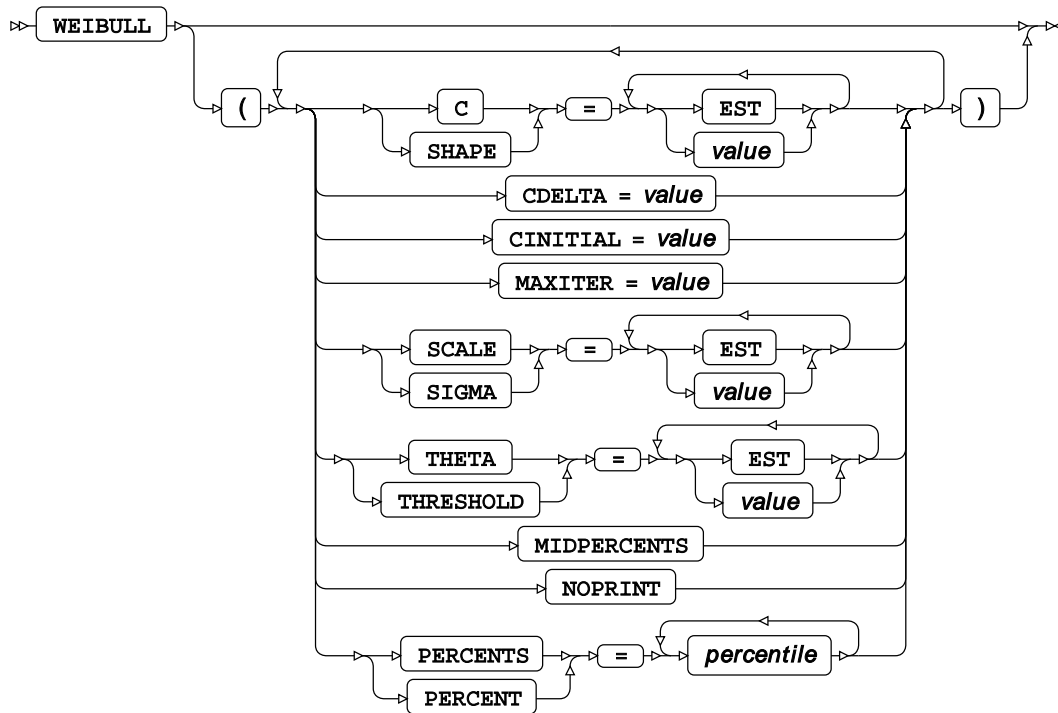 WEIBULL
(
)
C = EST
SHAPE
value
CDELTA = value
CINITIAL = value
MAXITER = value
SCALE = EST
SIGMA
value
THETA = EST
THRESHOLD
value
MIDPERCENTS
NOPRINT
PERCENTS = percentile
PERCENT